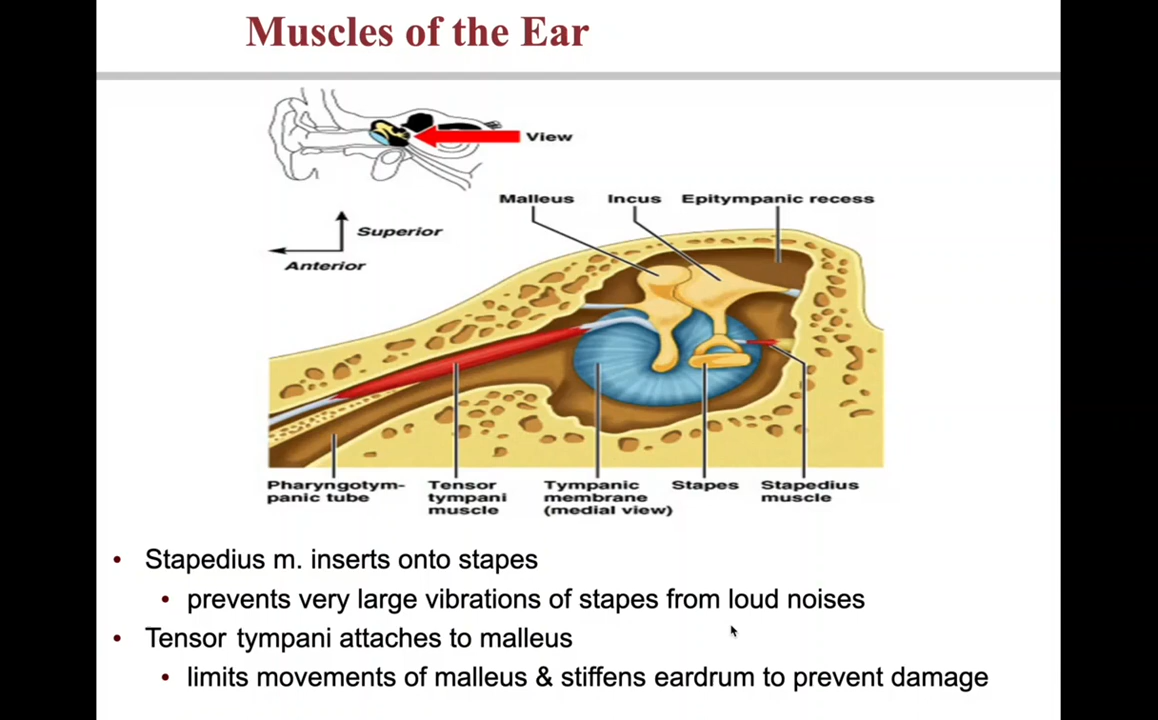 Muscles of the Ear
View
Malleus Incus Epitympanic recess
Superior
Anterior
Pharyngotym-
panic tube
Tensor
tympani
muscle
Tympanic
membrane
(medial view)
Stapes
Stapedius
muscle
• Stapedius m. inserts onto stapes
• prevents very large vibrations of stapes from loud noises
• Tensor tympani attaches to malleus
• limits movements of malleus & stiffens eardrum to prevent damage